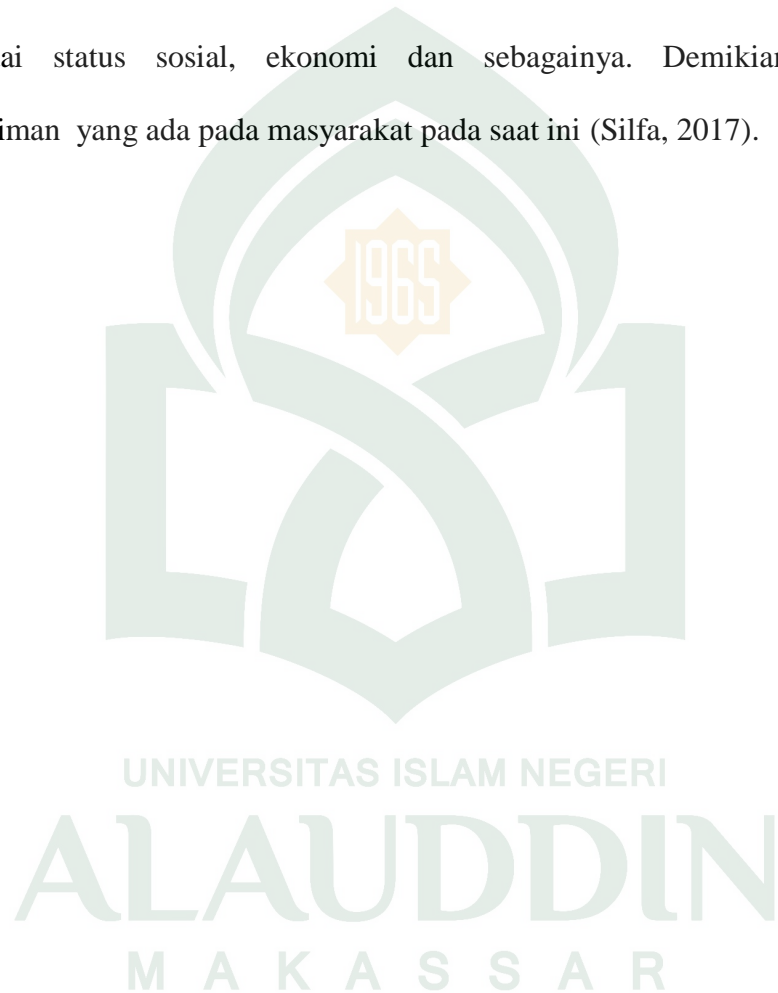 ai status sosial, ekonomi dan sebagainya. Demikian
iman yang ada pada masyarakat pada saat ini (Silfa, 2017).
1965
UNIVERSITAS ISLAM NEGERI
ALAUDDIN
MAKASSAR